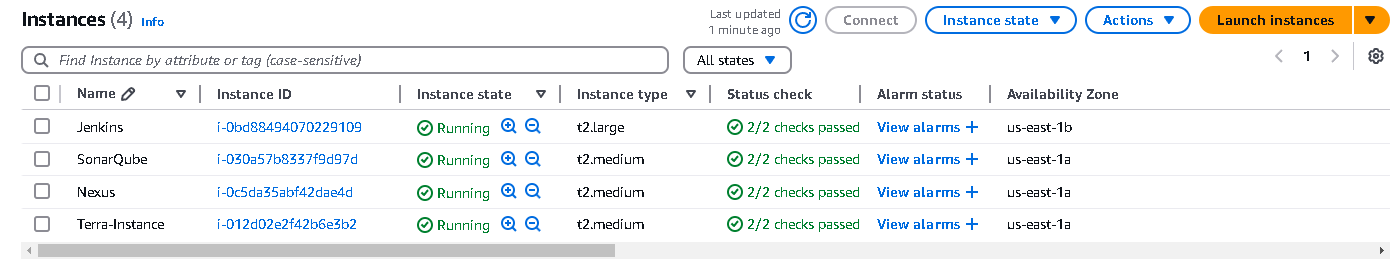 Instances (4) Info Last updated 1 minute ago Connect Instance state Actions Launch instances
Find Instance by attribute or tag (case-sensitive) All states 1
Name Instance ID Instance state Instance type Status check Alarm status Availability Zone
Jenkins i-0bd88494070229109 Running t2.large 2/2 checks passed View alarms + us-east-1b
SonarQube i-030a57b8337f9d97d Running t2.medium 2/2 checks passed View alarms + us-east-1a
Nexus i-0c5da35abf42dae4d Running t2.medium 2/2 checks passed View alarms + us-east-1a
Terra-Instance i-012d02e2f42b6e3b2 Running t2.medium 2/2 checks passed View alarms + us-east-1a